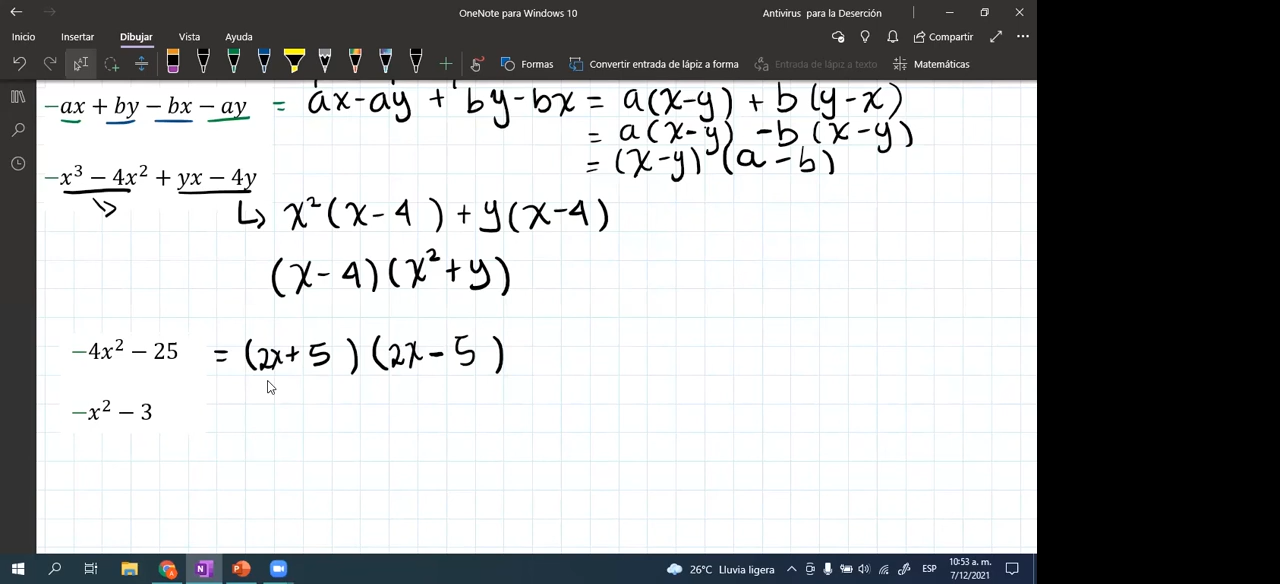 OneNote para Windows 10
Antivirus para la Deserción
Inicio Insertar Dibujar Vista Ayuda
Compartir
Formas Convertir entrada de lápiz a forma Entrada de lápiz a texto Matemáticas
−ax + by − bx − ay = ax-ay + by-bx = a(x-y) + b(y-x)
= a(x-y) -b(x-y)
= (x-y)(a-b)
−x³ − 4x² + yx − 4y
↳ x²(x-4) + y(x-4)
(x-4)(x²+y)
−4x² − 25 = (2x+5)(2x-5)
−x² − 3
26°C Lluvia ligera
ESP
10:53 a. m.
7/12/2021